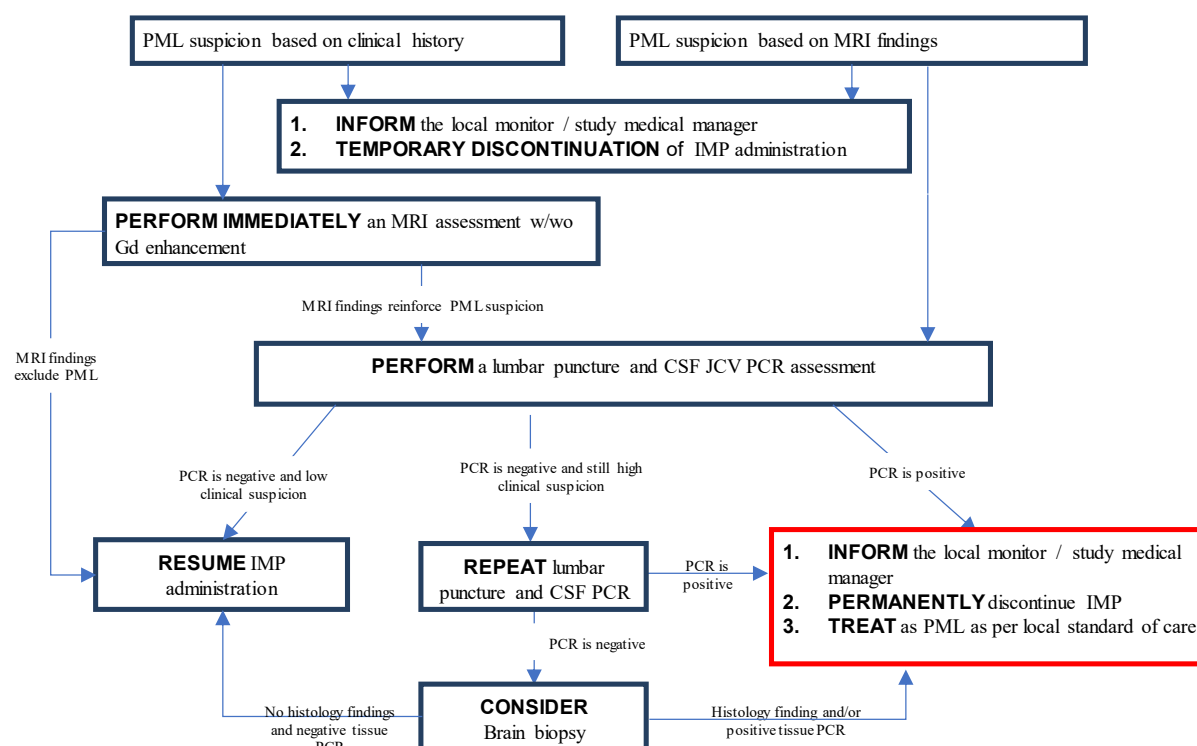 PML suspicion based on clinical history
PML suspicion based on MRI findings
1. INFORM the local monitor / study medical manager
2. TEMPORARY DISCONTINUATION of IMP administration
PERFORM IMMEDIATELY an MRI assessment w/wo
Gd enhancement
MRI findings reinforce PML suspicion
MRI findings
exclude PML
PERFORM a lumbar puncture and CSF JCV PCR assessment
PCR is negative and low
clinical suspicion
PCR is negative and still high
clinical suspicion
PCR is positive
RESUME IMP
administration
REPEAT lumbar
puncture and CSF PCR
PCR is
positive
1. INFORM the local monitor / study medical
manager
2. PERMANENTLY discontinue IMP
3. TREAT as PML as per local standard of care
PCR is negative
No histology findings
and negative tissue
PCR
CONSIDER
Brain biopsy
Histology finding and/or
positive tissue PCR